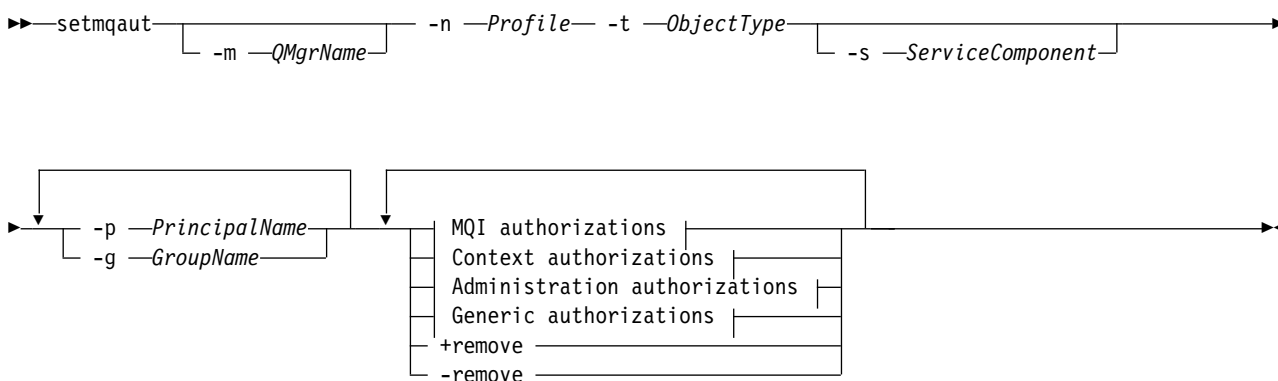 setmqaut -n Profile -t ObjectType
-m QMgrName -s ServiceComponent
-p PrincipalName MQI authorizations
-g GroupName Context authorizations
Administration authorizations
Generic authorizations
+remove
-remove